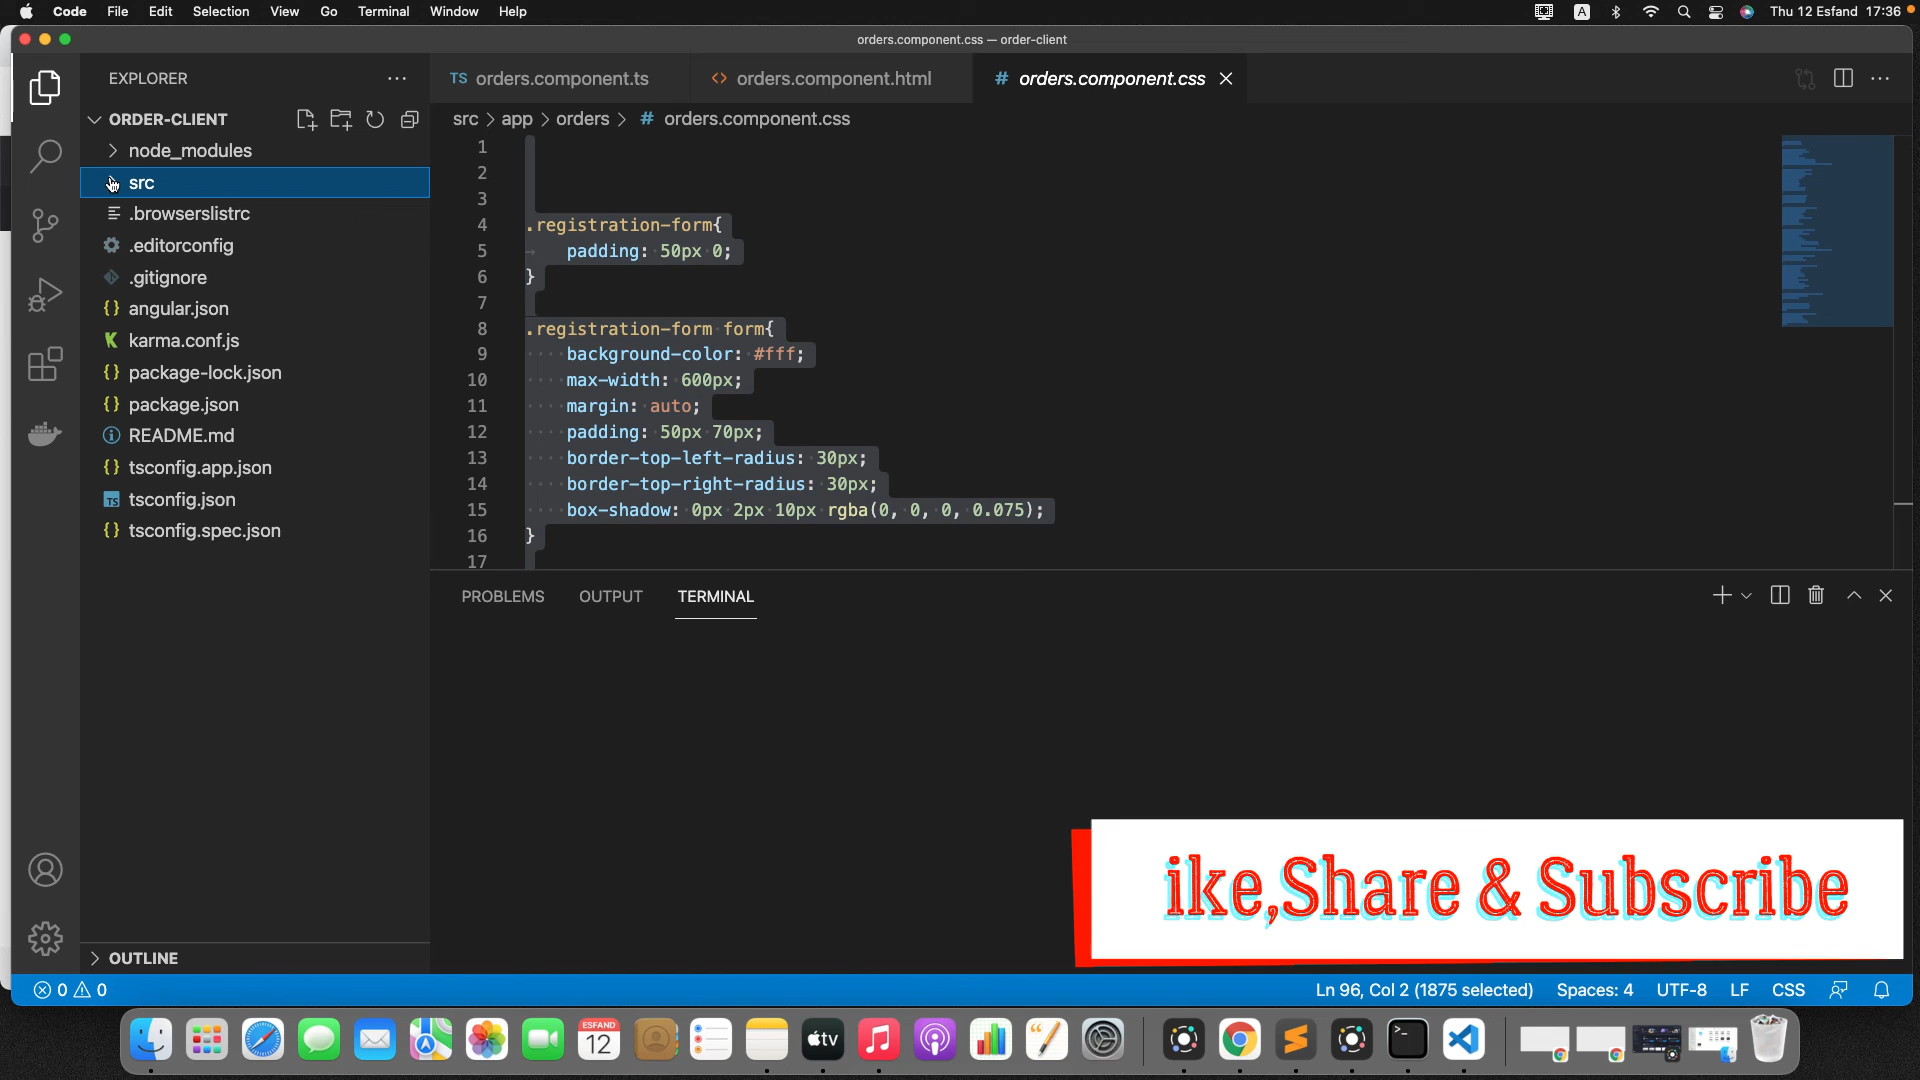 Code File Edit Selection View Go Terminal Window Help
A Thu 12 Esfand 17:36
orders.component.css — order-client
EXPLORER
TS orders.component.ts <> orders.component.html # orders.component.css
ORDER-CLIENT
src > app > orders > # orders.component.css
node_modules
src
.browserslistrc
.editorconfig
.gitignore
{} angular.json
K karma.conf.js
{} package-lock.json
{} package.json
README.md
{} tsconfig.app.json
TS tsconfig.json
{} tsconfig.spec.json
OUTLINE
1
2
3
4 .registration-form{
5 padding: 50px 0;
6 }
7
8 .registration-form form{
9 background-color: #fff;
10 max-width: 600px;
11 margin: auto;
12 padding: 50px 70px;
13 border-top-left-radius: 30px;
14 border-top-right-radius: 30px;
15 box-shadow: 0px 2px 10px rgba(0, 0, 0, 0.075);
16 }
17
PROBLEMS OUTPUT TERMINAL
ike,Share & Subscribe
0 0
Ln 96, Col 2 (1875 selected) Spaces: 4 UTF-8 LF CSS
ESFAND
12
tv